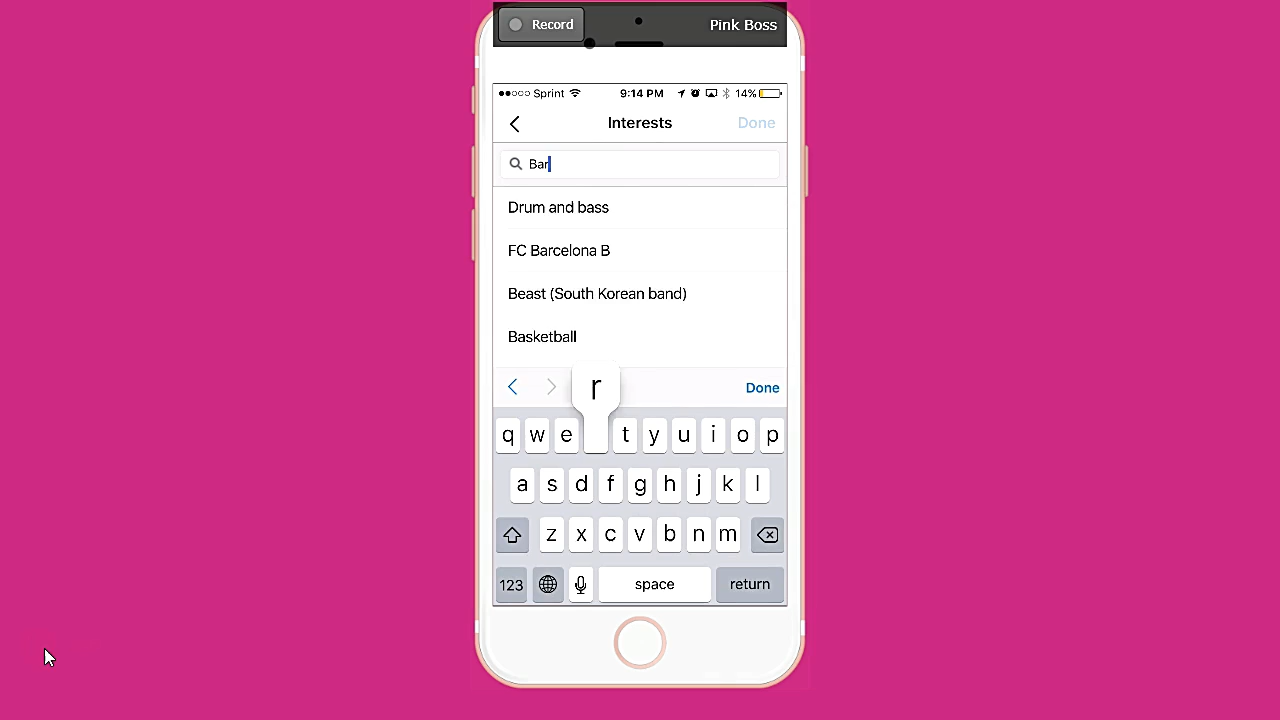 Record Pink Boss
Sprint 9:14 PM 14%
Interests Done
Bar
Drum and bass
FC Barcelona B
Beast (South Korean band)
Basketball
r Done
q w e t y u i o p
a s d f g h j k l
z x c v b n m
123 space return